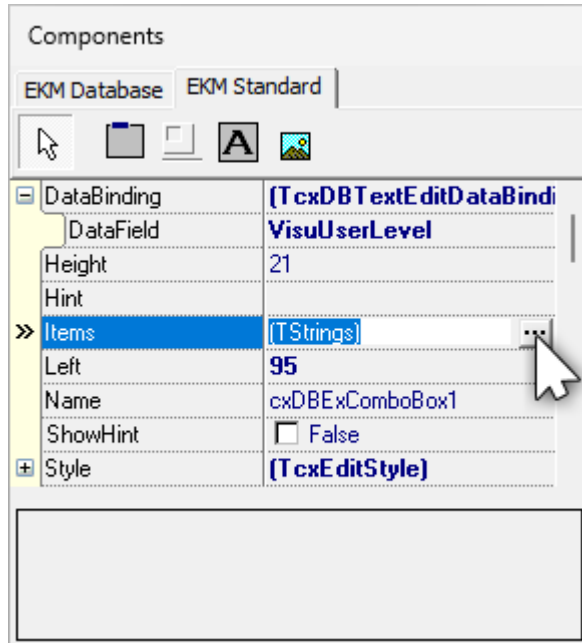 Components
EKM Database EKM Standard
A
DataBinding (TcxDBTextEditDataBindi
DataField VisuUserLevel
Height 21
Hint
Items (TStrings) ...
Left 95
Name cxDBExComboBox1
ShowHint False
Style (TcxEditStyle)